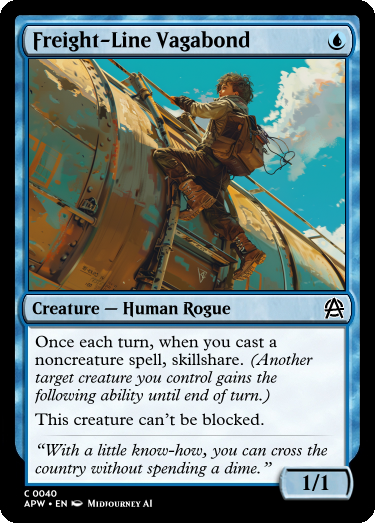 Freight-Line Vagabond
Creature — Human Rogue
Once each turn, when you cast a
noncreature spell, skillshare. (Another
target creature you control gains the
following ability until end of turn.)
This creature can't be blocked.
“With a little know-how, you can cross the
country without spending a dime.”
1/1
C 0040
APW • EN Midjourney AI